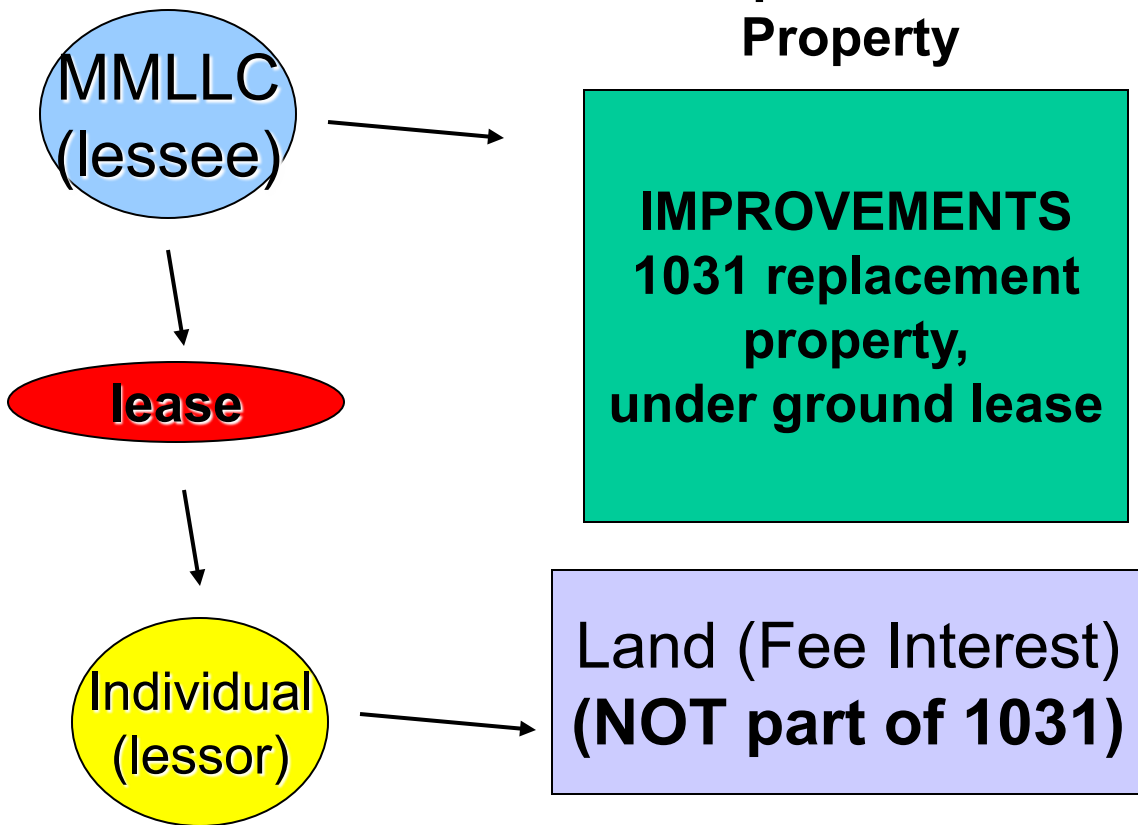 Property
MMLLC
(lessee)
IMPROVEMENTS
1031 replacement
property,
under ground lease
lease
Individual
(lessor)
Land (Fee Interest)
(NOT part of 1031)